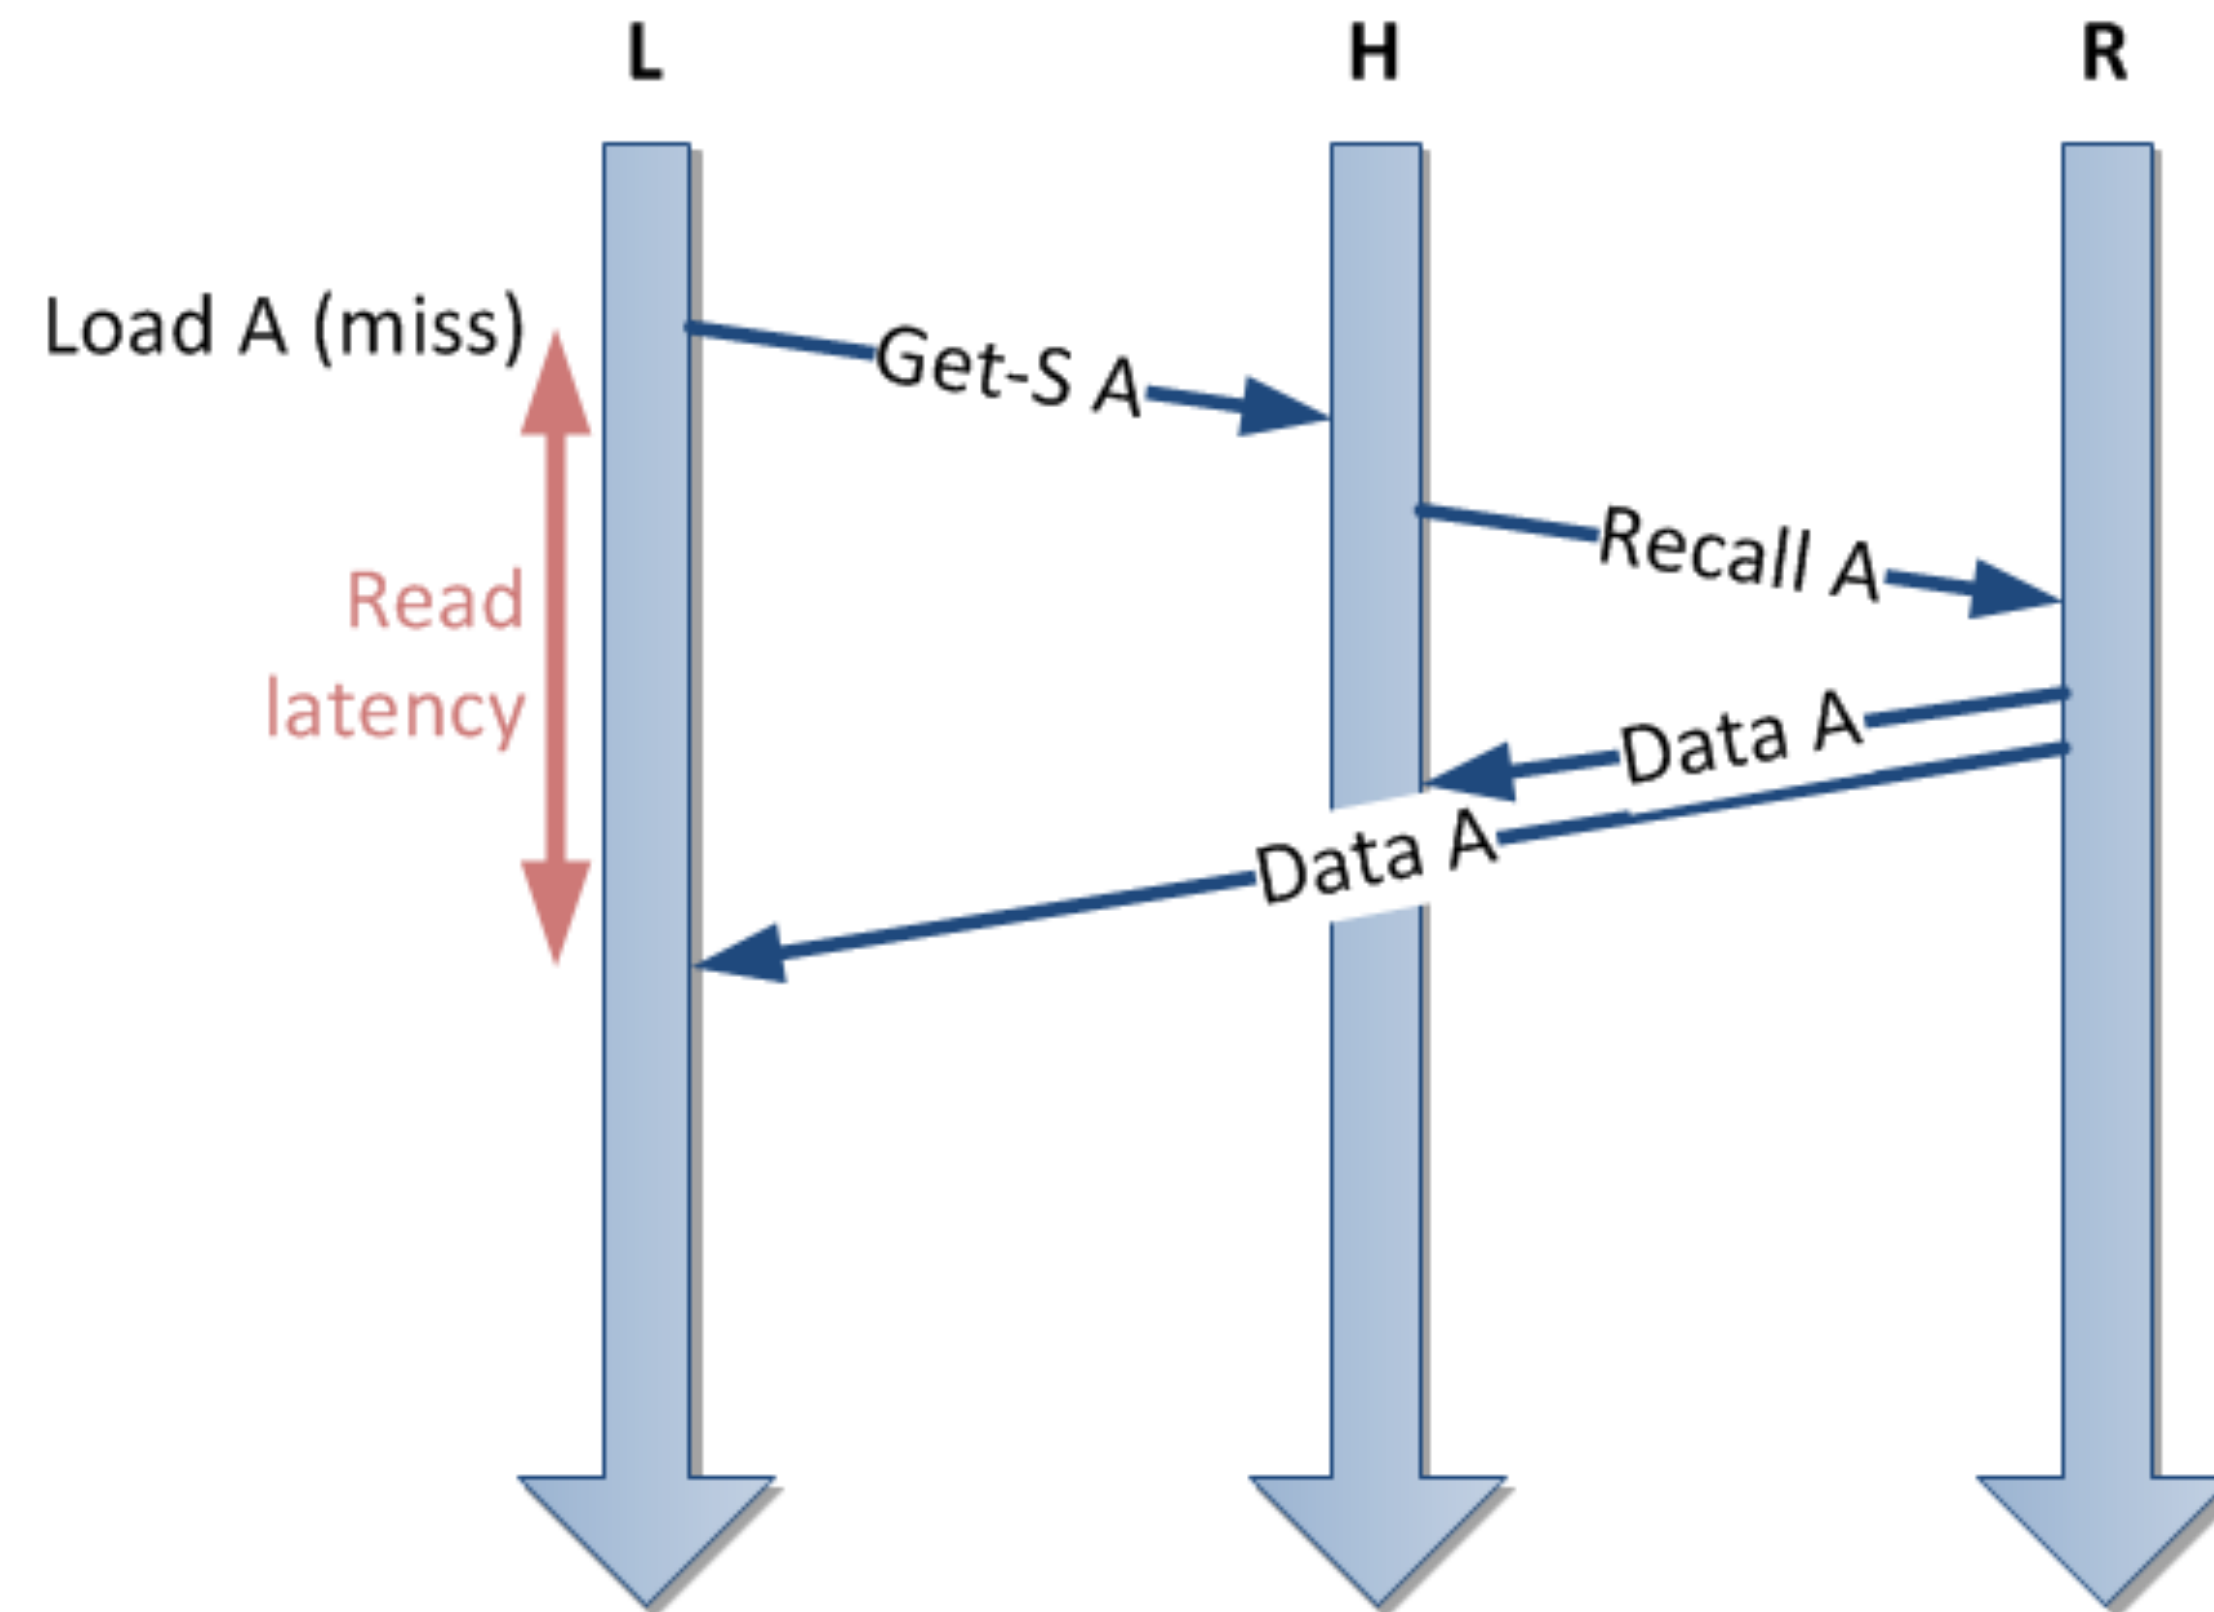 L
H
R
Load A (miss)
Get-S A
Recall A
Read
latency
Data A
Data A